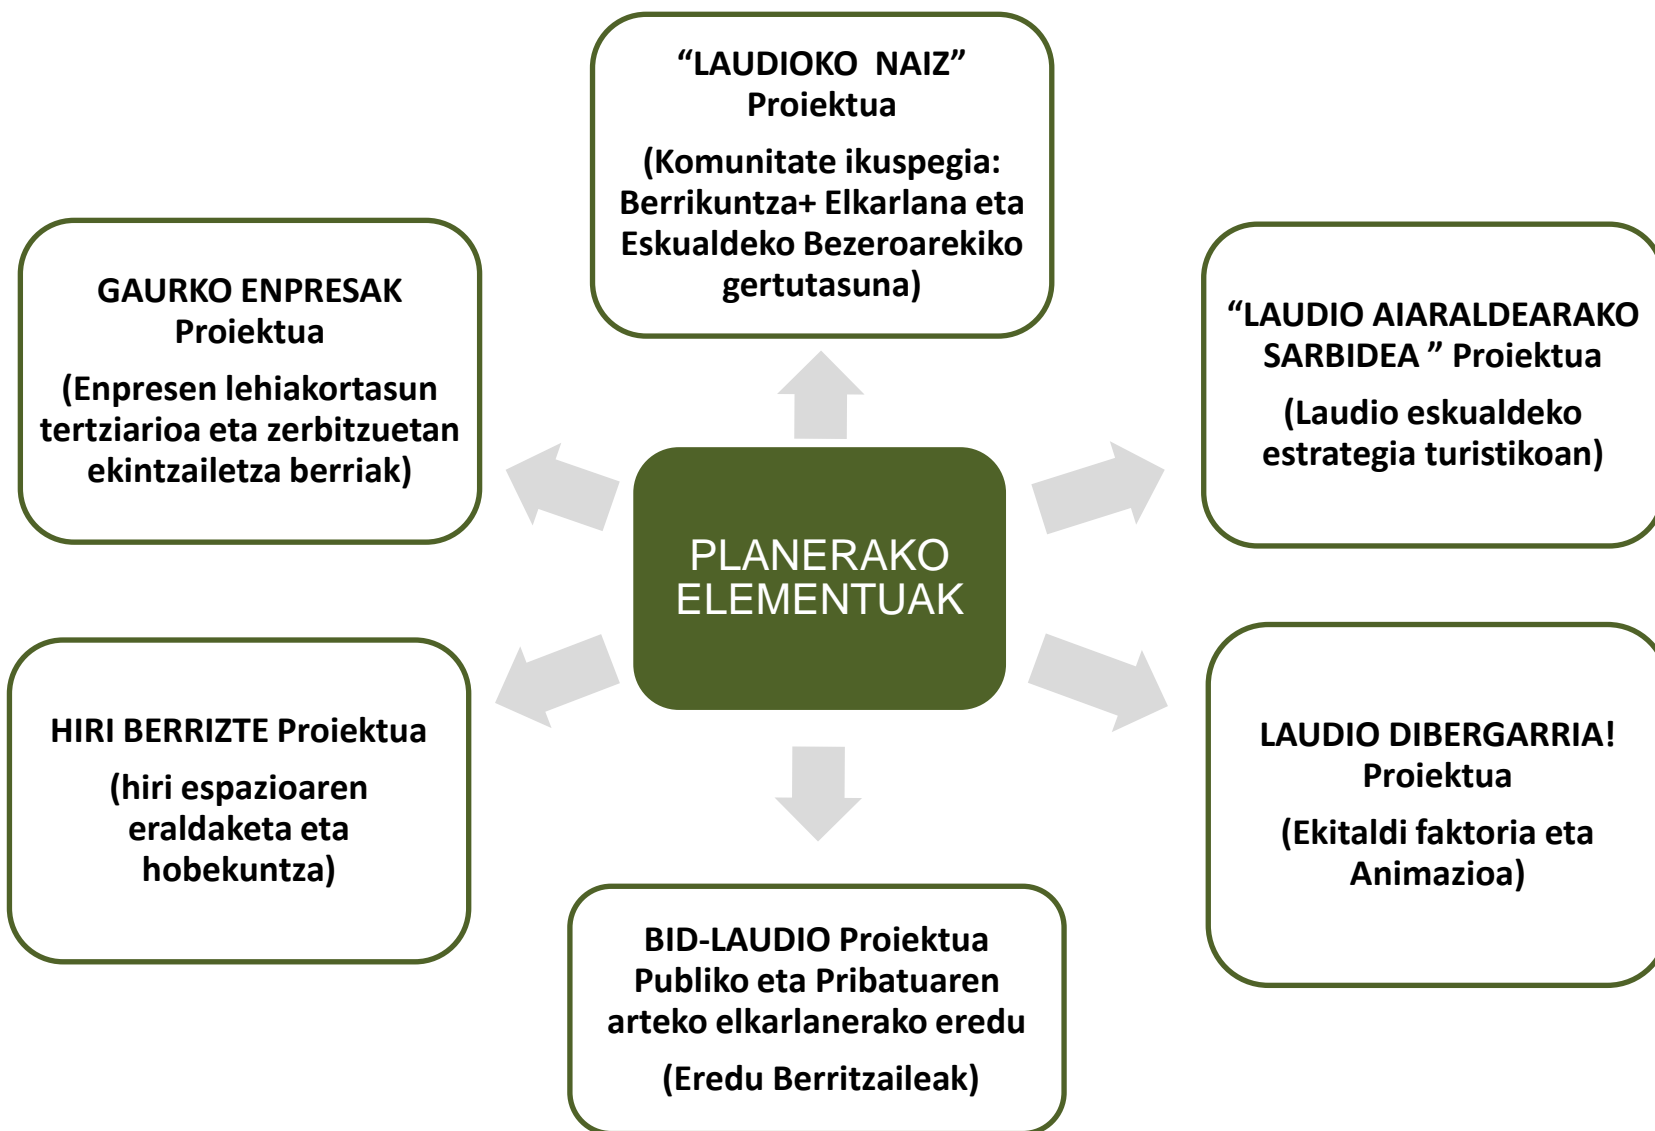 “LAUDIOKO  NAIZ”
Proiektua
(Komunitate ikuspegia:
Berrikuntza+ Elkarlana eta
Eskualdeko Bezeroarekiko
gertutasuna)
GAURKO ENPRESAK
Proiektua
(Enpresen lehiakortasun
tertziarioa eta zerbitzuetan
ekintzailetza berriak)
“LAUDIO AIARALDEARAKO
SARBIDEA ” Proiektua
(Laudio eskualdeko
estrategia turistikoan)
PLANERAKO
ELEMENTUAK
HIRI BERRIZTE Proiektua
(hiri espazioaren
eraldaketa eta
hobekuntza)
LAUDIO DIBERGARRIA!
Proiektua
(Ekitaldi faktoria eta
Animazioa)
BID-LAUDIO Proiektua
Publiko eta Pribatuaren
arteko elkarlanerako eredu
(Eredu Berritzaileak)